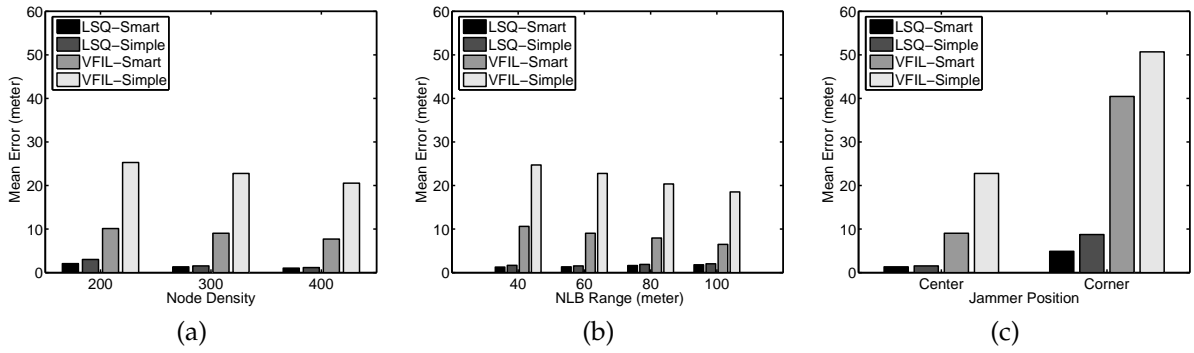 60
50
40
30
20
10
0
Mean Error (meter)
LSQ−Smart
LSQ−Simple
VFIL−Smart
VFIL−Simple
200 300 400
Node Density
(a)
60
50
40
30
20
10
0
Mean Error (meter)
LSQ−Smart
LSQ−Simple
VFIL−Smart
VFIL−Simple
40 60 80 100
NLB Range (meter)
(b)
60
50
40
30
20
10
0
Mean Error (meter)
LSQ−Smart
LSQ−Simple
VFIL−Smart
VFIL−Simple
Center Corner
Jammer Position
(c)